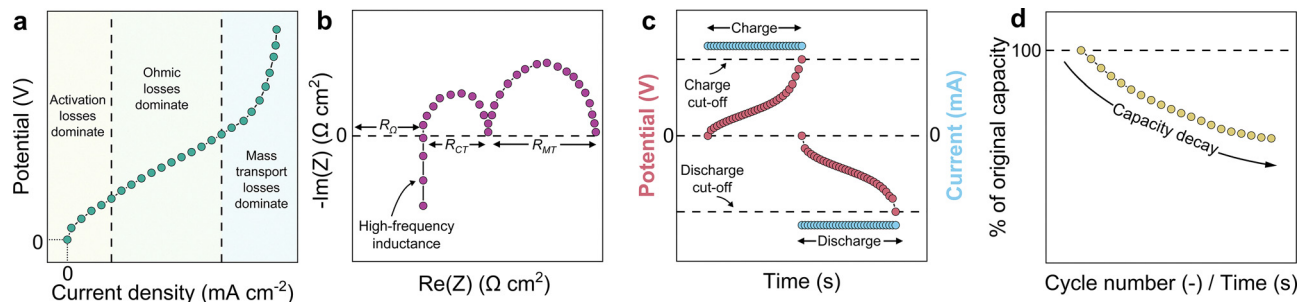 a
Activation
losses
dominate
Ohmic
losses
dominate
Mass
transport
losses
dominate
Potential (V)
0
0
Current density (mA cm⁻²)
b
-Im(Z) (Ω cm²)
0
R_Ω
R_CT
R_MT
High-frequency
inductance
Re(Z) (Ω cm²)
c
Charge
Charge
cut-off
Potential (V)
0
0
Current (mA)
Discharge
cut-off
Discharge
Time (s)
d
% of original capacity
100
Capacity decay
Cycle number (-) / Time (s)